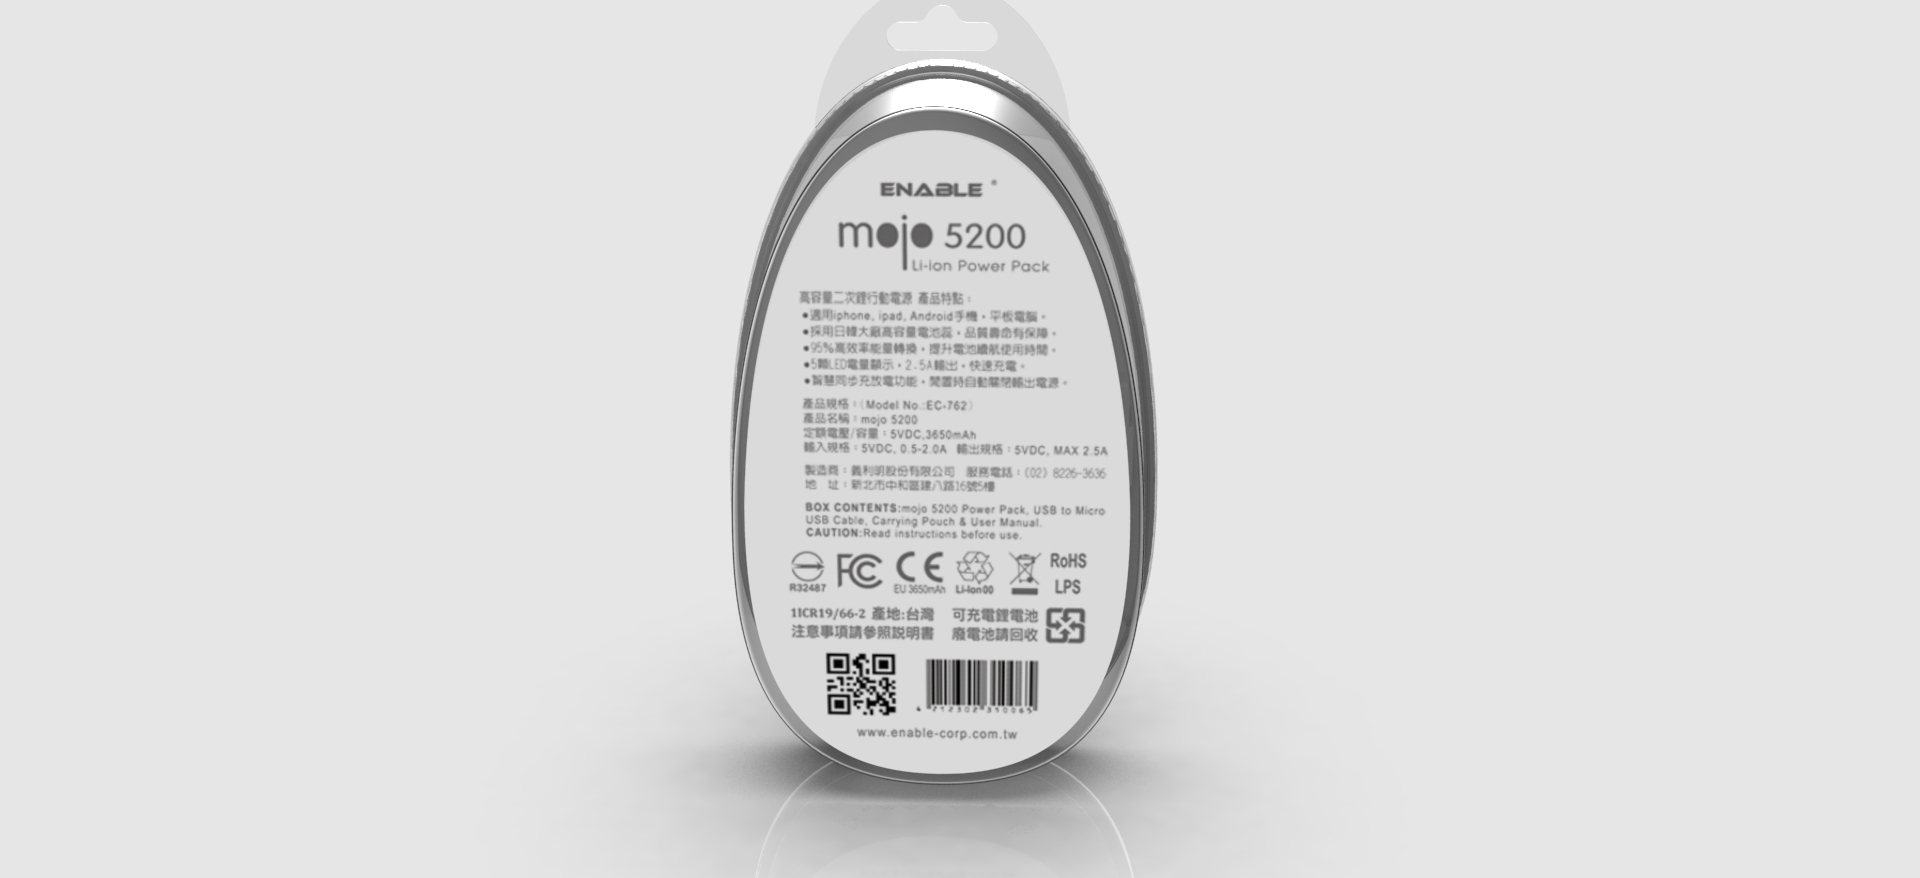 ENABLE®
mojo 5200
Li-ion Power Pack
高容量二次鋰行動電源 產品特點：
●適用iphone, ipad, Android手機，平板電腦。
●採用日韓大廠高容量電池蕊，品質壽命有保障。
●95%高效率能量轉換，提升電池續航使用時間。
●5顆LED電量顯示，2.5A輸出，快速充電。
●智慧同步充放電功能，閒置時自動關閉輸出電源。
產品規格：（Model No.:EC-762）
產品名稱：mojo 5200
定額電壓/容量：5VDC,3650mAh
輸入規格：5VDC, 0.5-2.0A 輸出規格：5VDC, MAX 2.5A
製造商：義利明股份有限公司 服務電話：(02) 8226-3636
地 址：新北市中和區建八路16號5樓
BOX CONTENTS:mojo 5200 Power Pack, USB to Micro
USB Cable, Carrying Pouch & User Manual.
CAUTION:Read instructions before use.
R32487 FC CE EU 3650mAh Li-Ion00 RoHS
LPS
1ICR19/66-2 產地:台灣 可充電鋰電池
注意事項請參照說明書 廢電池請回收
4 712302 310065
www.enable-corp.com.tw